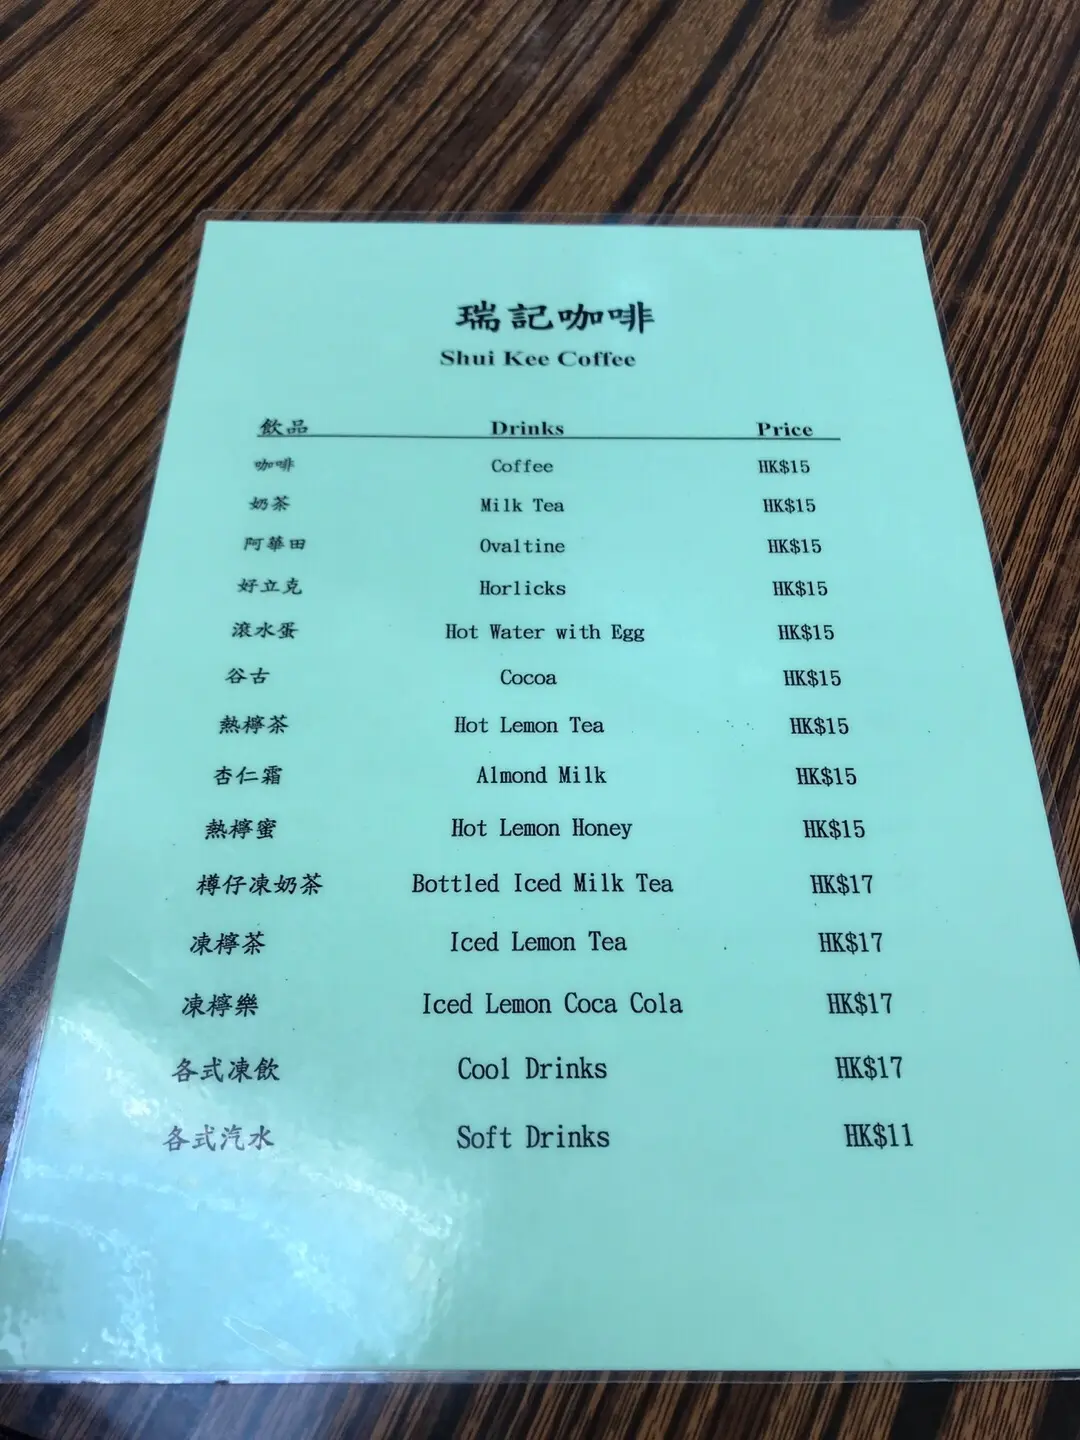 瑞記咖啡
Shui Kee Coffee
飲品 Drinks Price
咖啡 Coffee HK$15
奶茶 Milk Tea HK$15
阿華田 Ovaltine HK$15
好立克 Horlicks HK$15
滾水蛋 Hot Water with Egg HK$15
谷古 Cocoa HK$15
熱檸茶 Hot Lemon Tea HK$15
杏仁霜 Almond Milk HK$15
熱檸蜜 Hot Lemon Honey HK$15
樽仔凍奶茶 Bottled Iced Milk Tea HK$17
凍檸茶 Iced Lemon Tea HK$17
凍檸樂 Iced Lemon Coca Cola HK$17
各式凍飲 Cool Drinks HK$17
各式汽水 Soft Drinks HK$11